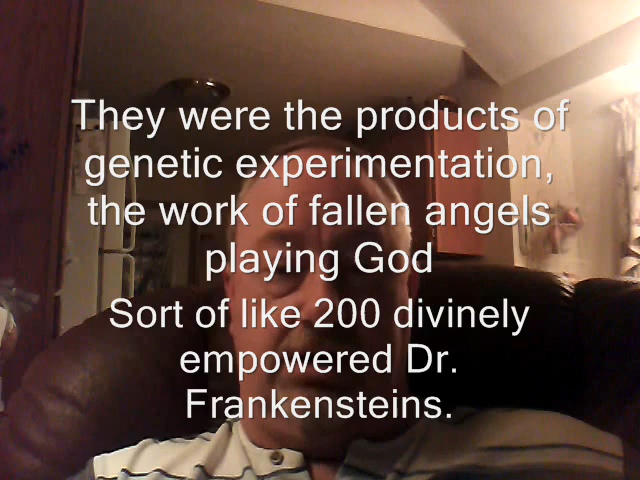 They were the products of
genetic experimentation,
the work of fallen angels
playing God
Sort of like 200 divinely
empowered Dr.
Frankensteins.